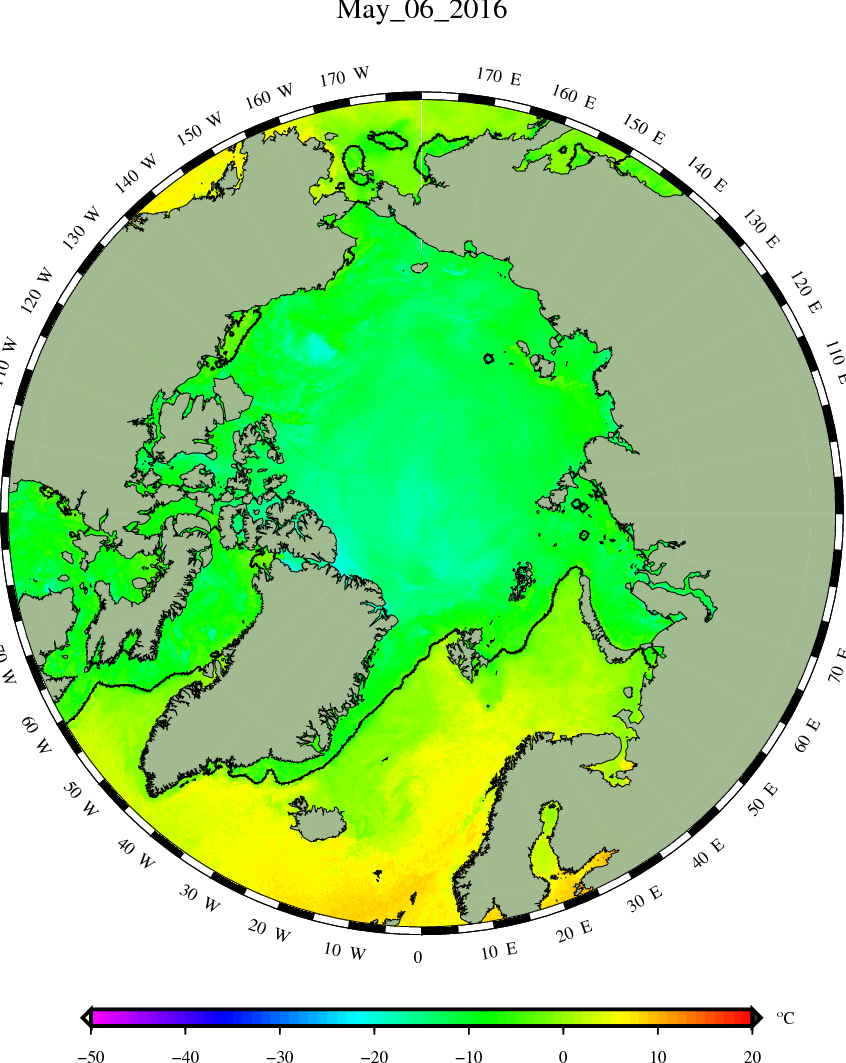 May_06_2016
170 W
170 E
160 W
160 E
150 W
150 E
140 W
140 E
130 W
130 E
120 W
120 E
110 E
70 E
60 W
60 E
50 W
50 E
40 W
40 E
30 W
30 E
20 W
20 E
10 W
10 E
0
°C
−50 −40 −30 −20 −10 0 10 20